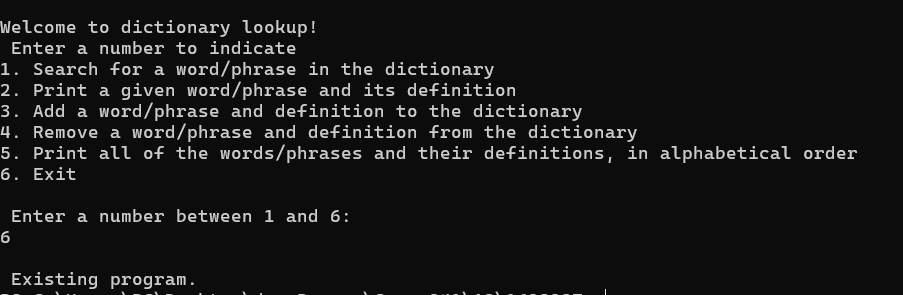 Welcome to dictionary lookup!
Enter a number to indicate
1. Search for a word/phrase in the dictionary
2. Print a given word/phrase and its definition
3. Add a word/phrase and definition to the dictionary
4. Remove a word/phrase and definition from the dictionary
5. Print all of the words/phrases and their definitions, in alphabetical order
6. Exit
Enter a number between 1 and 6:
6
Existing program.